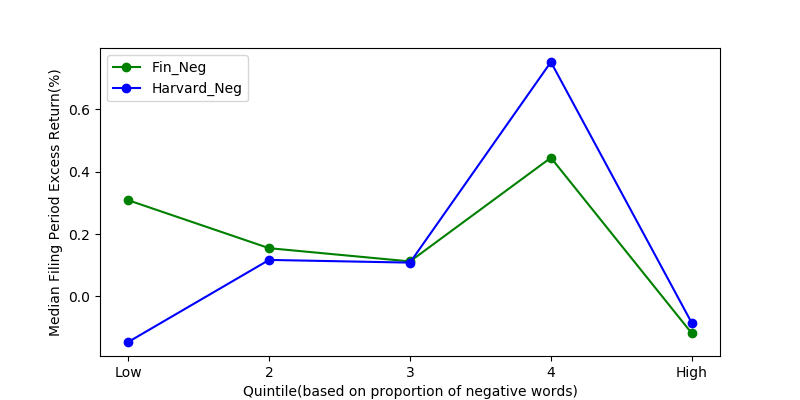 Fin_Neg
Harvard_Neg
Median Filing Period Excess Return(%)
0.6
0.4
0.2
0.0
Low 2 3 4 High
Quintile(based on proportion of negative words)